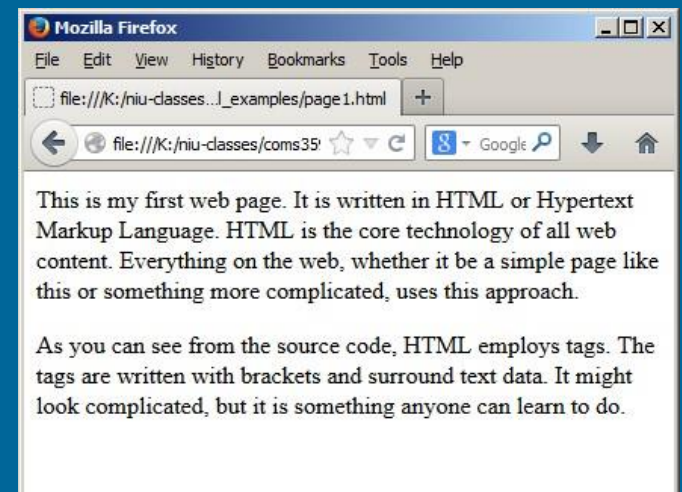 Mozilla Firefox
File Edit View History Bookmarks Tools Help
file:///K:/niu-classes...l_examples/page1.html +
file:///K:/niu-classes/coms35 8 Google
This is my first web page. It is written in HTML or Hypertext
Markup Language. HTML is the core technology of all web
content. Everything on the web, whether it be a simple page like
this or something more complicated, uses this approach.
As you can see from the source code, HTML employs tags. The
tags are written with brackets and surround text data. It might
look complicated, but it is something anyone can learn to do.